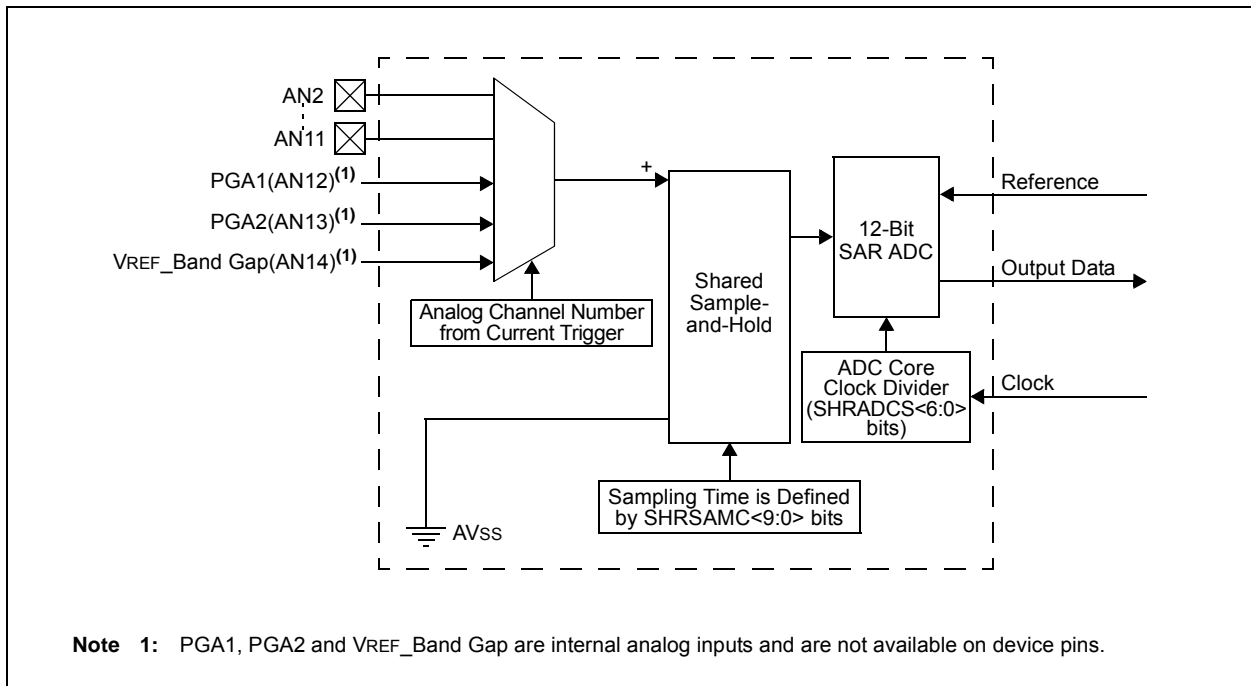 AN2
AN11
PGA1(AN12)(1)
PGA2(AN13)(1)
VREF_Band Gap(AN14)(1)
Analog Channel Number
from Current Trigger
+
Shared
Sample-
and-Hold
12-Bit
SAR ADC
Reference
Output Data
ADC Core
Clock Divider
(SHRADCS<6:0>
bits)
Clock
Sampling Time is Defined
by SHRSAMC<9:0> bits
AVSS
Note 1: PGA1, PGA2 and VREF_Band Gap are internal analog inputs and are not available on device pins.